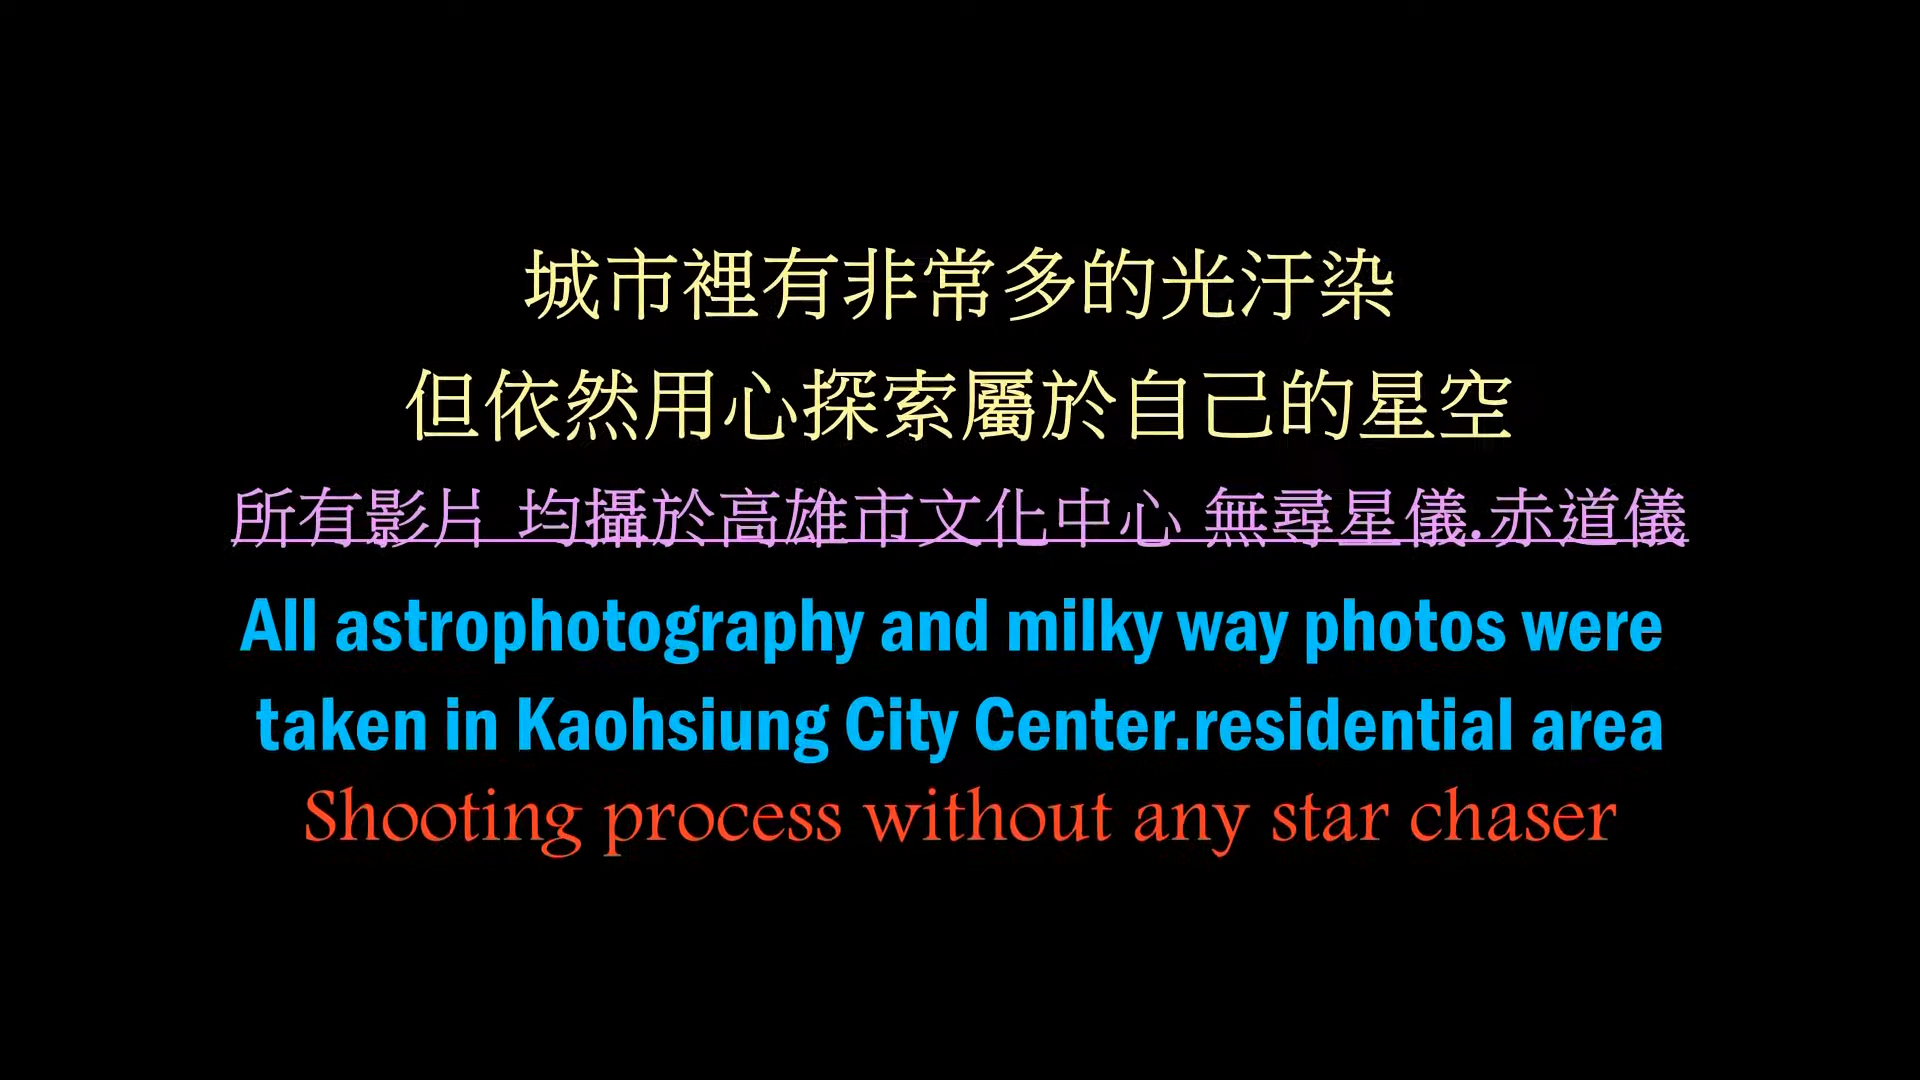 城市裡有非常多的光汙染
但依然用心探索屬於自己的星空
所有影片 均攝於高雄市文化中心 無尋星儀.赤道儀
All astrophotography and milky way photos were
taken in Kaohsiung City Center.residential area
Shooting process without any star chaser